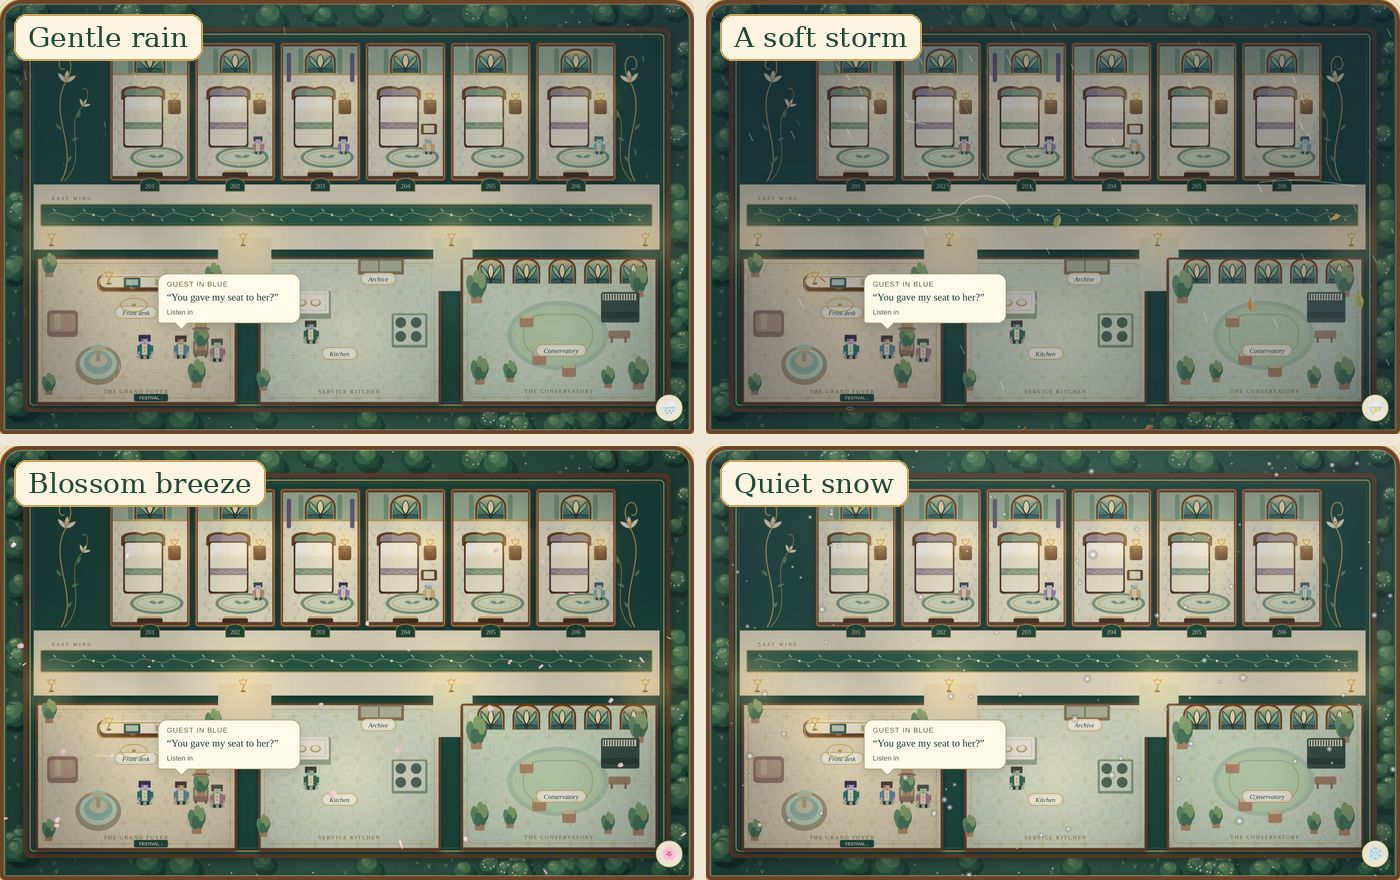 Gentle rain
201
202
203
204
205
206
EAST WING
Archive
GUEST IN BLUE
“You gave my seat to her?”
Listen in
Front desk
Kitchen
Conservatory
THE GRAND FOYER
SERVICE KITCHEN
THE CONSERVATORY
FESTIVAL
A soft storm
201
202
203
204
205
206
EAST WING
Archive
GUEST IN BLUE
“You gave my seat to her?”
Listen in
Front desk
Kitchen
Conservatory
THE GRAND FOYER
SERVICE KITCHEN
THE CONSERVATORY
FESTIVAL
Blossom breeze
201
202
203
204
205
206
EAST WING
Archive
GUEST IN BLUE
“You gave my seat to her?”
Listen in
Front desk
Kitchen
Conservatory
THE GRAND FOYER
SERVICE KITCHEN
THE CONSERVATORY
FESTIVAL
Quiet snow
201
202
203
204
205
206
EAST WING
Archive
GUEST IN BLUE
“You gave my seat to her?”
Listen in
Front desk
Kitchen
Conservatory
THE GRAND FOYER
SERVICE KITCHEN
THE CONSERVATORY
FESTIVAL